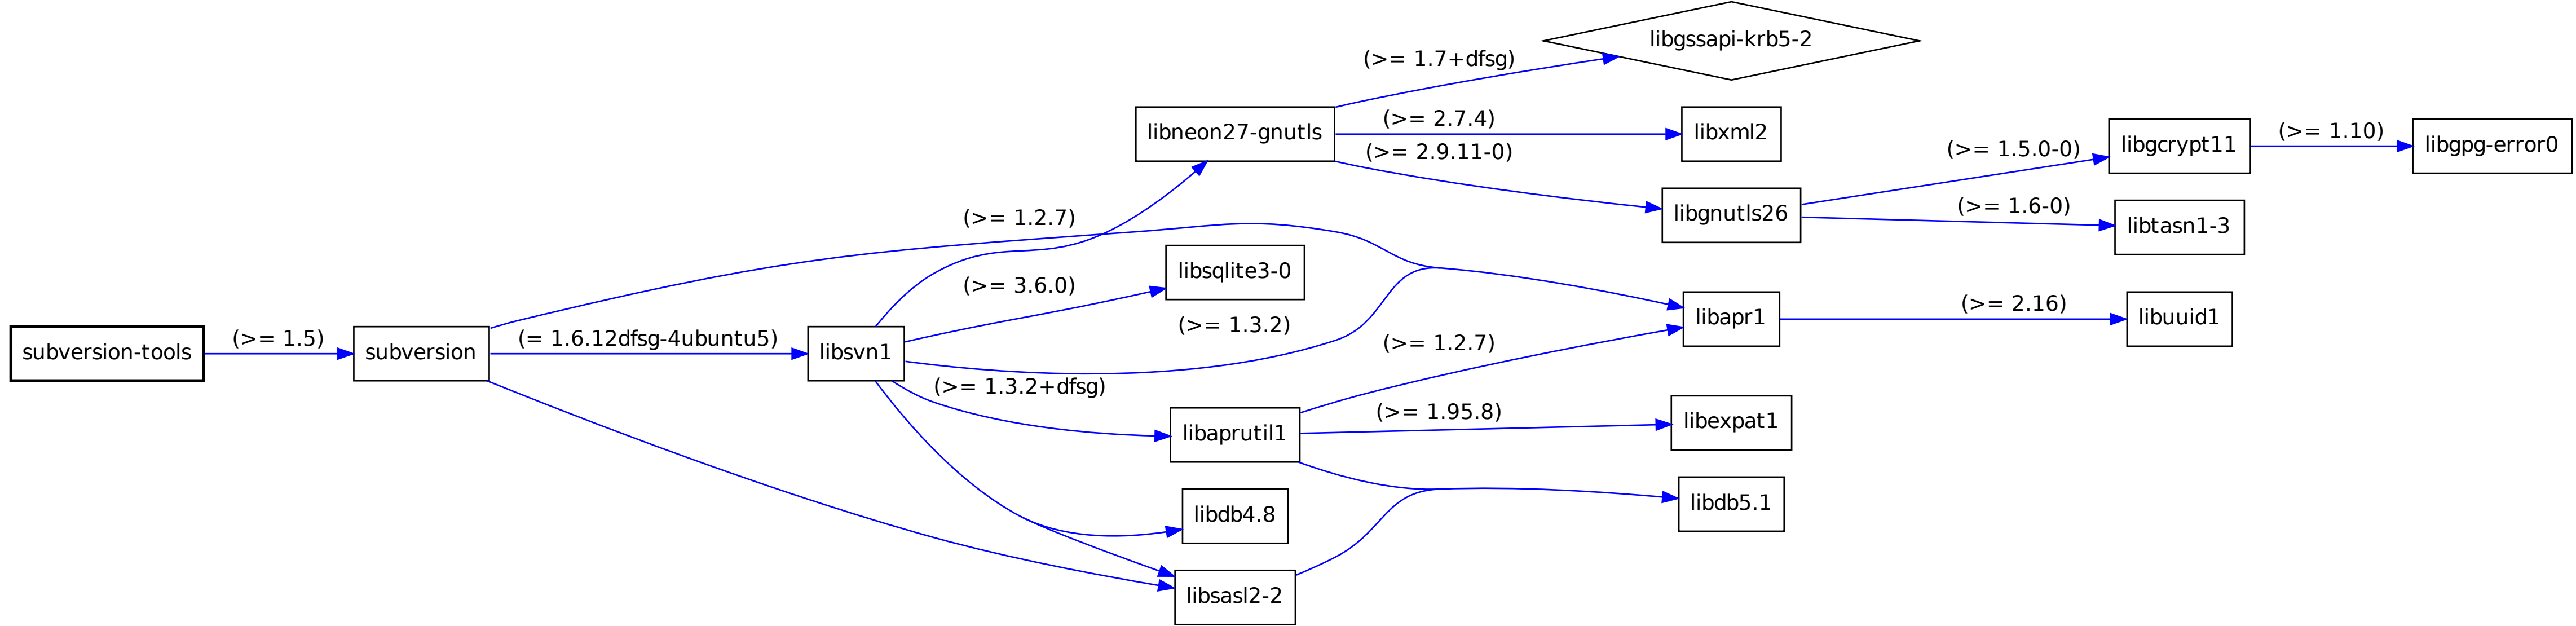 libgssapi-krb5-2
(>= 1.7+dfsg)
libneon27-gnutls
(>= 2.7.4)
libxml2
(>= 2.9.11-0)
(>= 1.5.0-0)
libgcrypt11
(>= 1.10)
libgpg-error0
libgnutls26
(>= 1.6-0)
libtasn1-3
(>= 1.2.7)
libsqlite3-0
(>= 3.6.0)
(>= 1.3.2)
libapr1
(>= 2.16)
libuuid1
subversion-tools
(>= 1.5)
subversion
(= 1.6.12dfsg-4ubuntu5)
libsvn1
(>= 1.2.7)
(>= 1.3.2+dfsg)
libaprutil1
(>= 1.95.8)
libexpat1
libdb4.8
libdb5.1
libsasl2-2